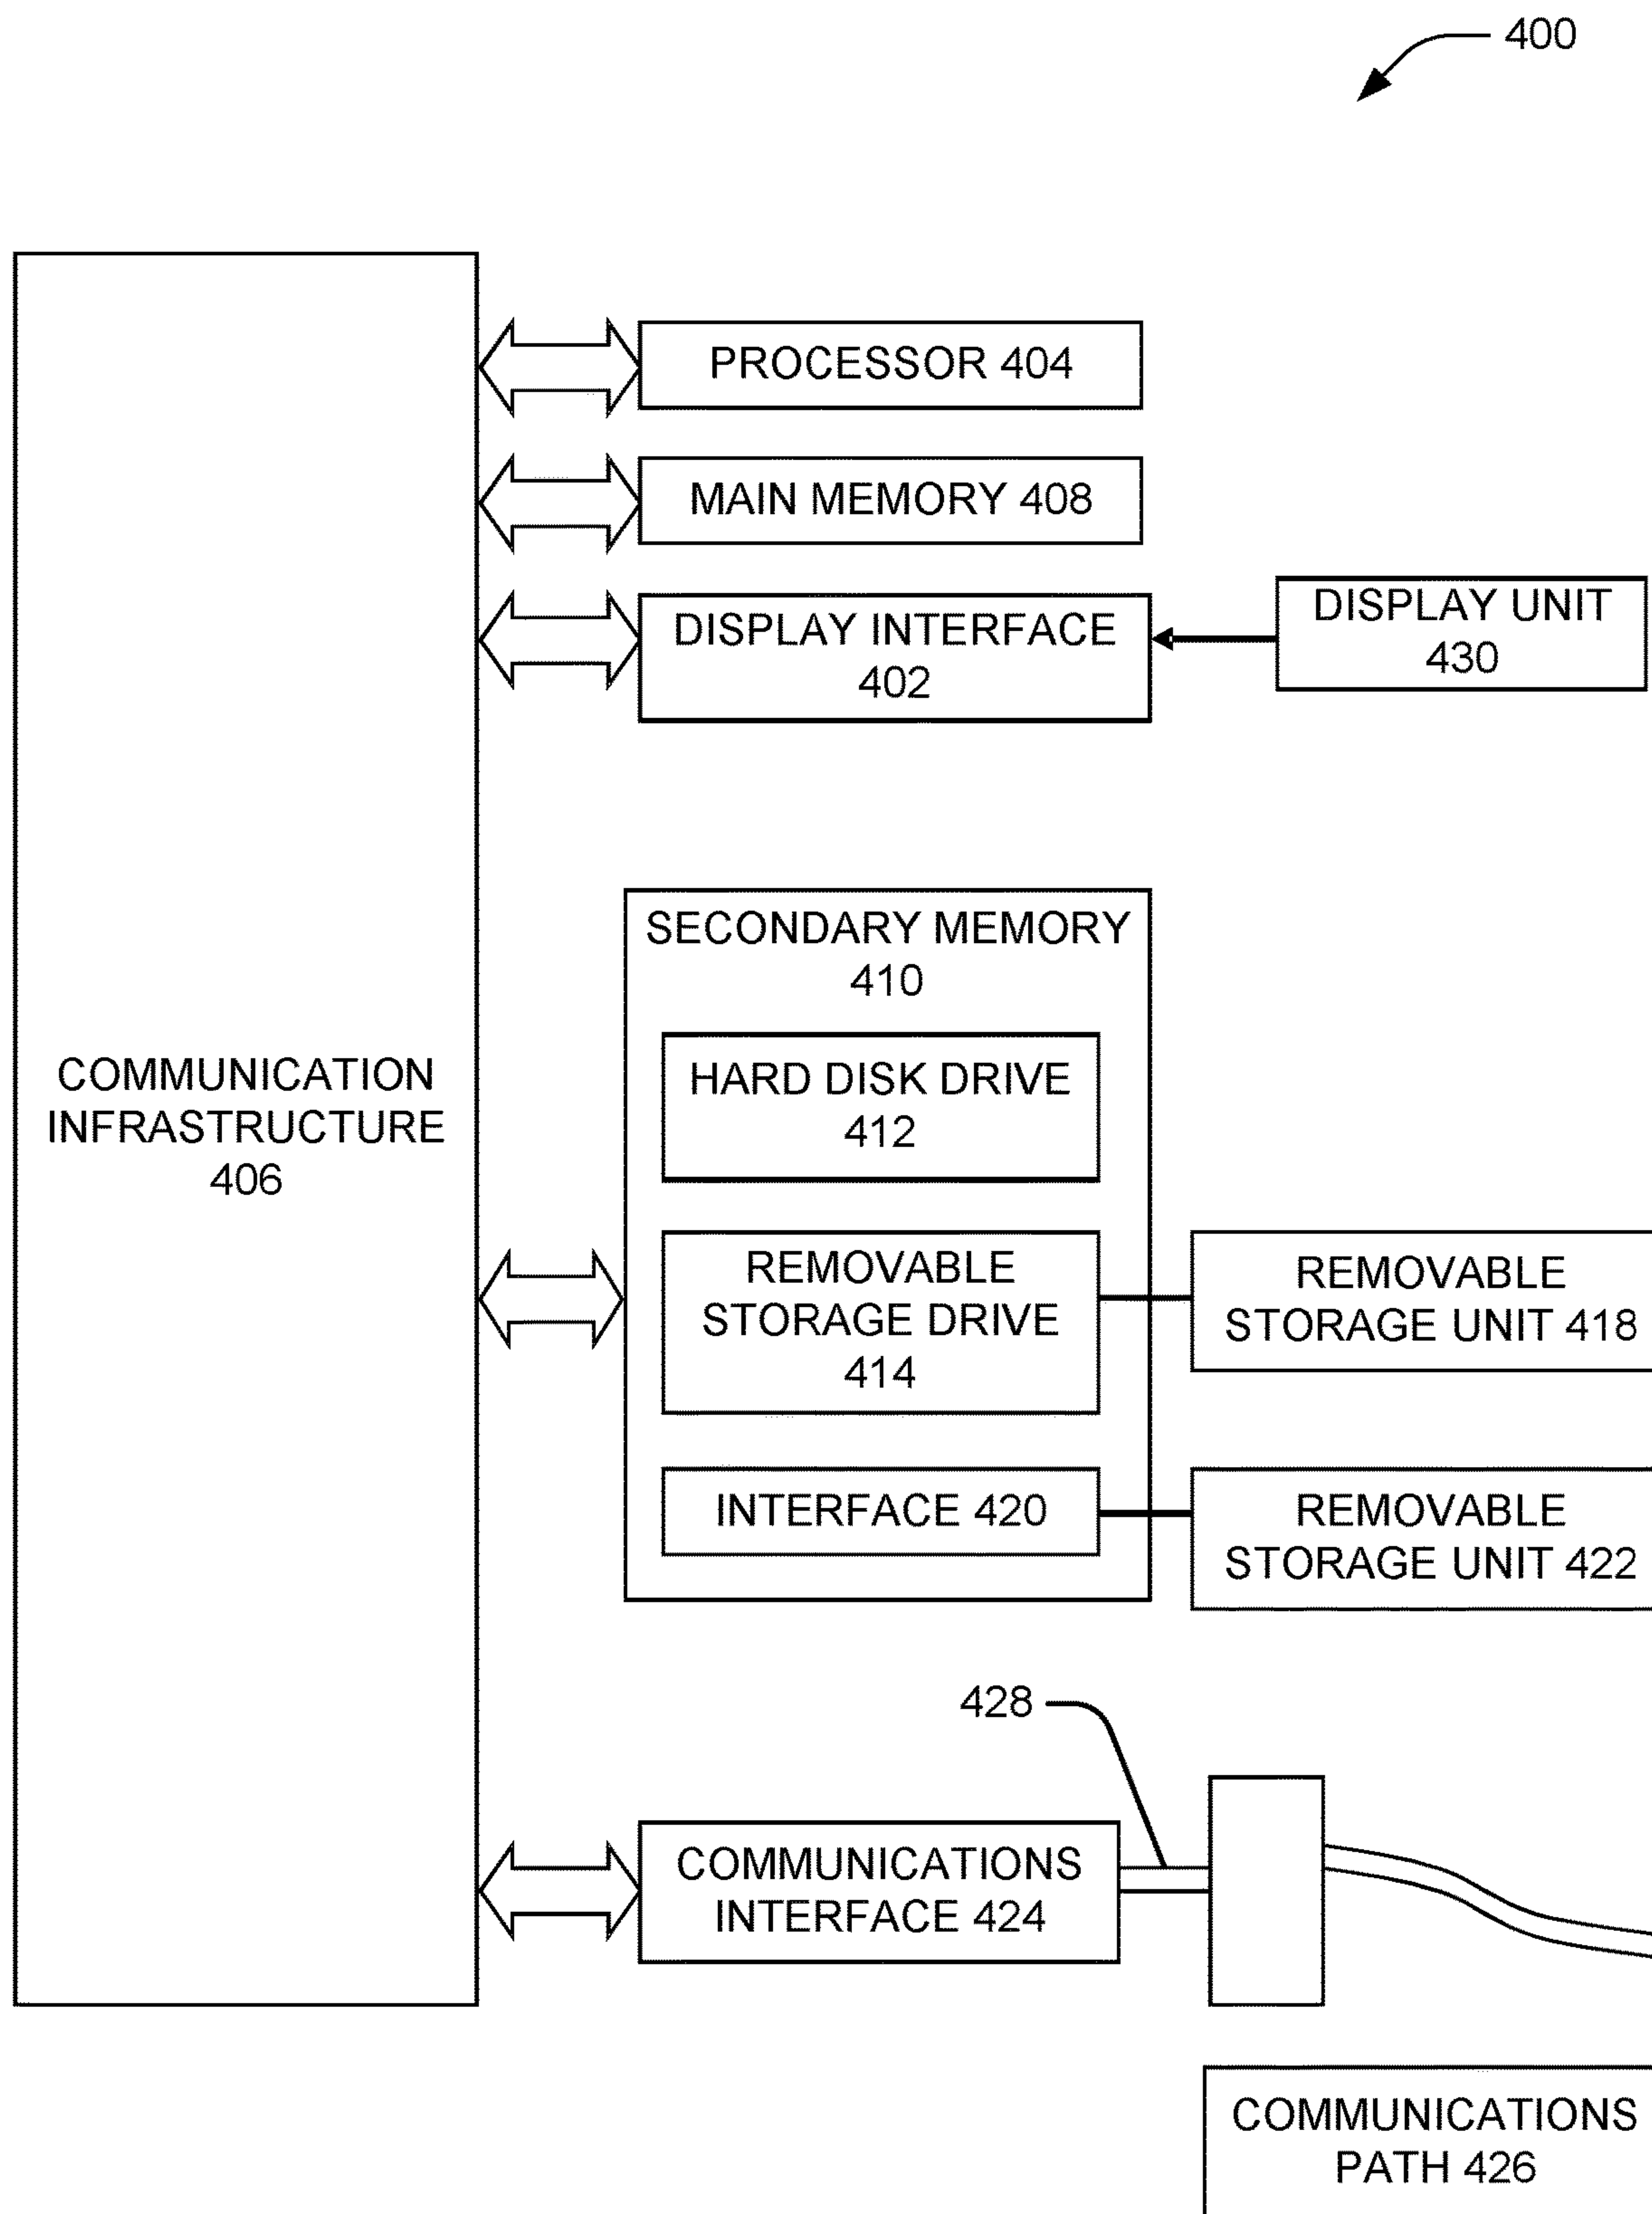 400
PROCESSOR 404
MAIN MEMORY 408
DISPLAY INTERFACE
402
DISPLAY UNIT
430
SECONDARY MEMORY
410
HARD DISK DRIVE
412
COMMUNICATION
INFRASTRUCTURE
406
REMOVABLE
STORAGE DRIVE
414
REMOVABLE
STORAGE UNIT 418
INTERFACE 420
REMOVABLE
STORAGE UNIT 422
428
COMMUNICATIONS
INTERFACE 424
COMMUNICATIONS
PATH 426